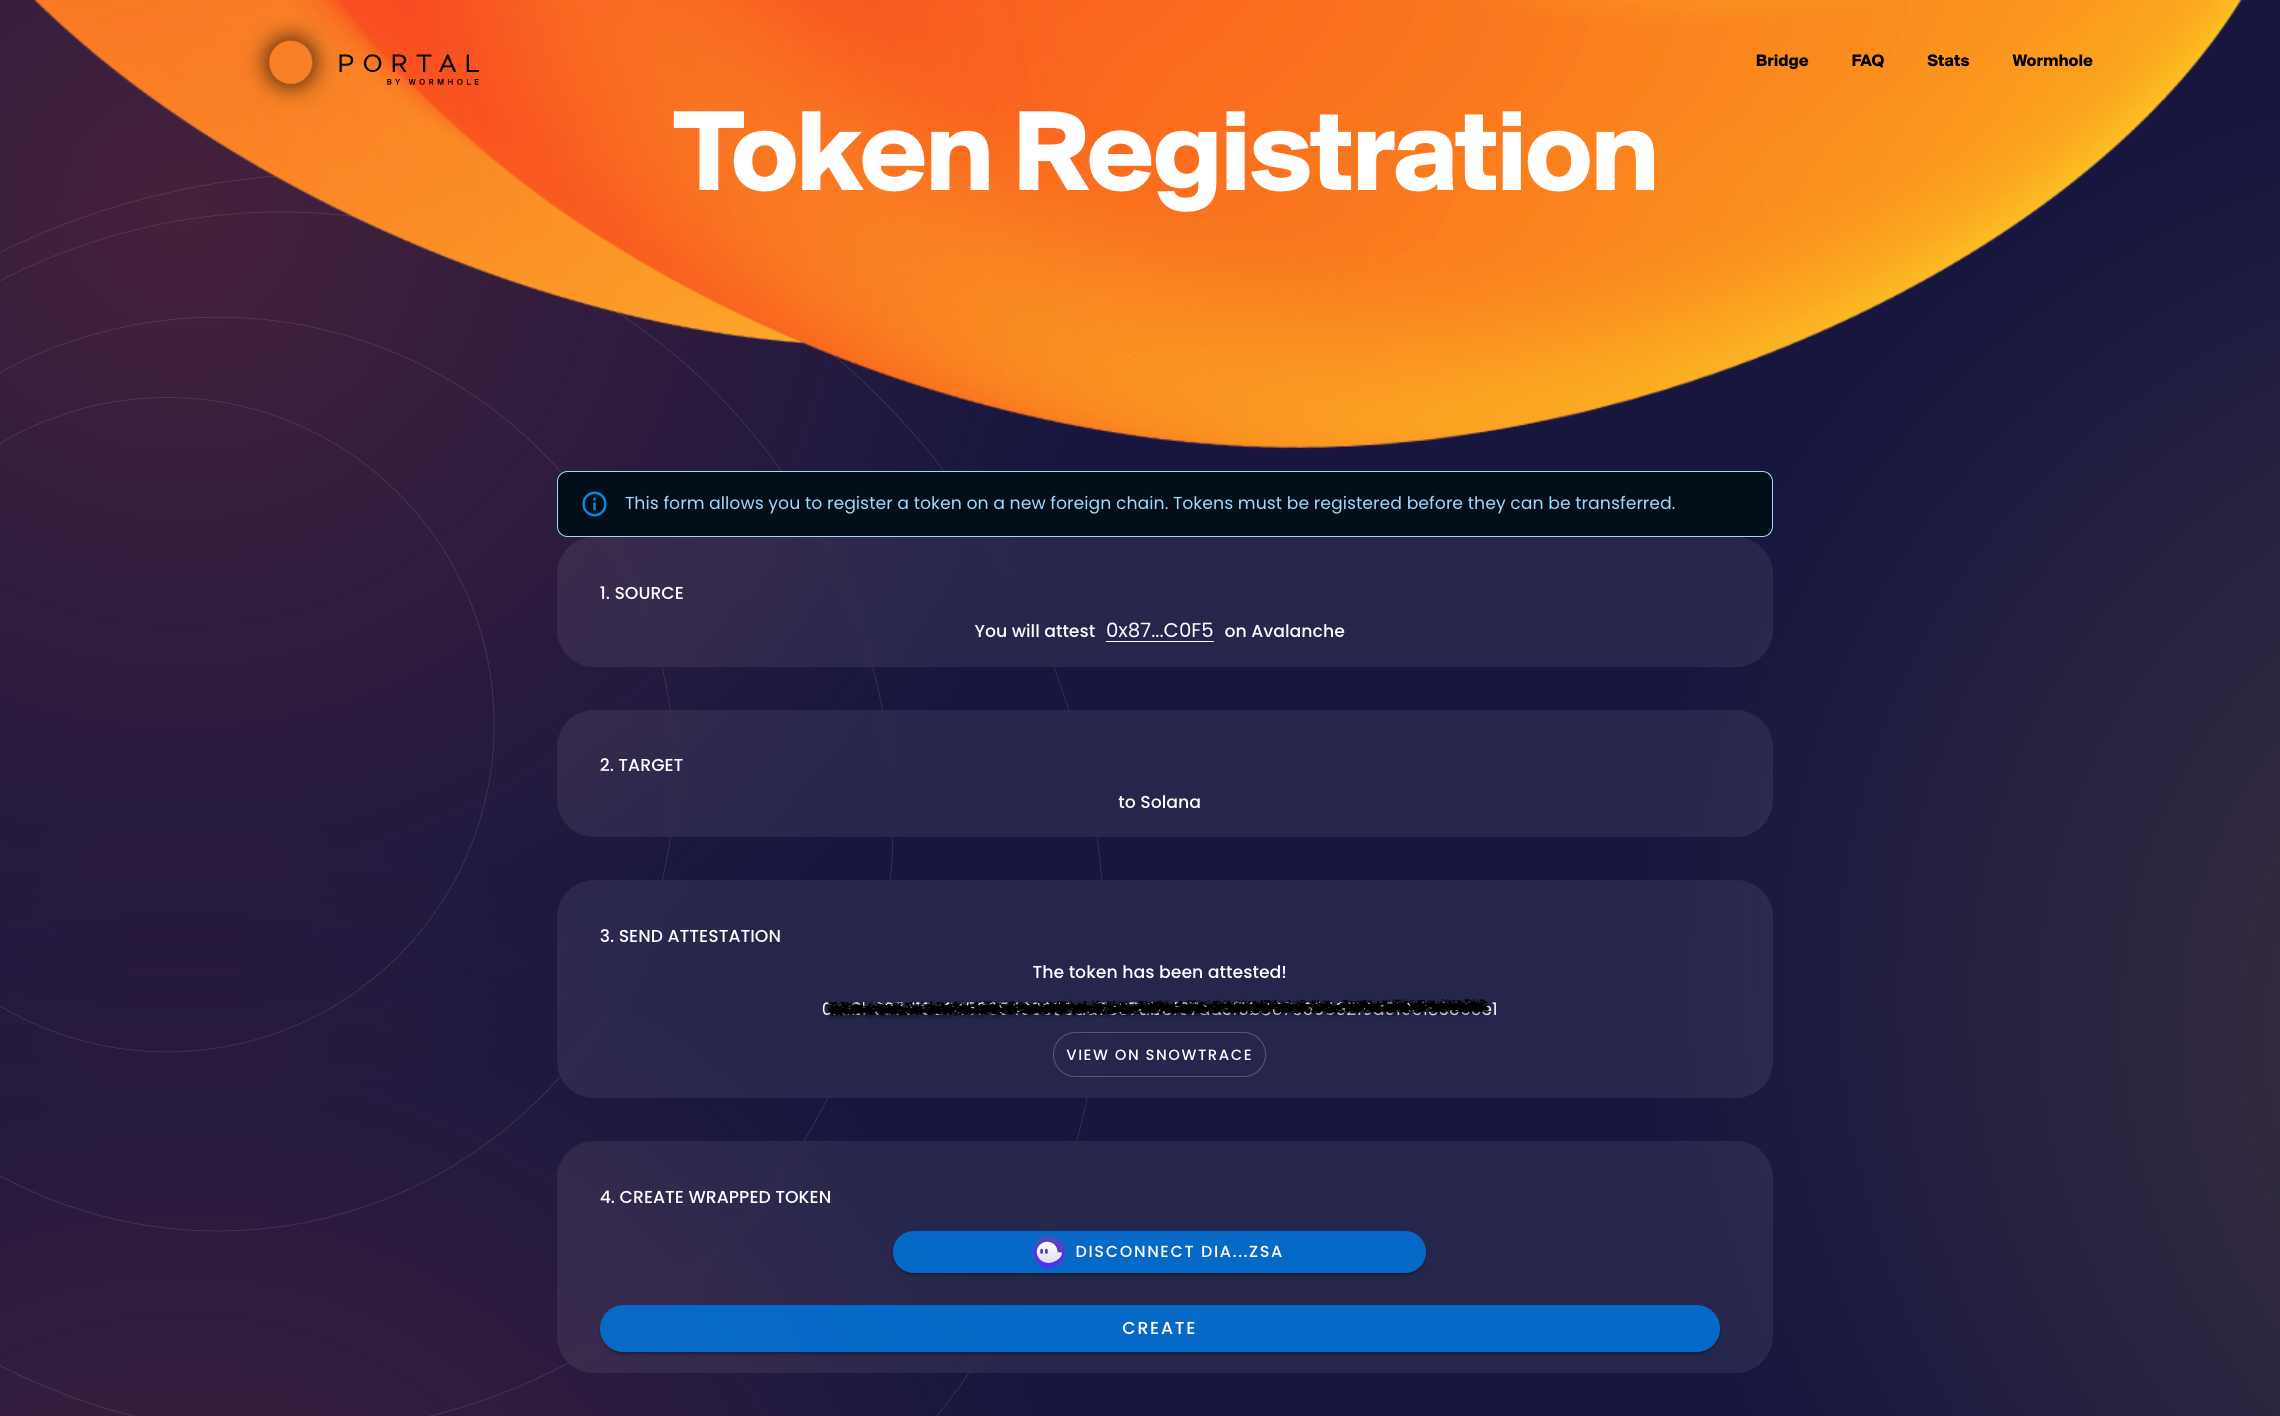 PORTAL
BY WORMHOLE
Bridge FAQ Stats Wormhole
Token Registration
This form allows you to register a token on a new foreign chain. Tokens must be registered before they can be transferred.
1. SOURCE
You will attest 0x87...C0F5 on Avalanche
2. TARGET
to Solana
3. SEND ATTESTATION
The token has been attested!
VIEW ON SNOWTRACE
4. CREATE WRAPPED TOKEN
DISCONNECT DIA...ZSA
CREATE